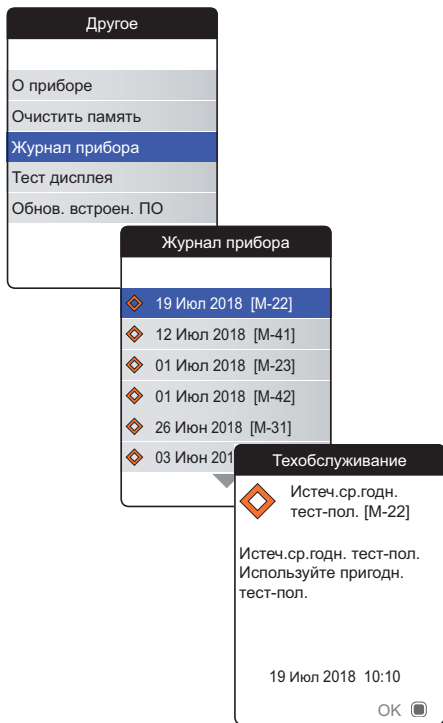 Другое
О приборе
Очистить память
Журнал прибора
Тест дисплея
Обнов. встроен. ПО
Журнал прибора
19 Июл 2018 [M-22]
12 Июл 2018 [M-41]
01 Июл 2018 [M-23]
01 Июл 2018 [M-42]
26 Июн 2018 [M-31]
03 Июн 201
Техобслуживание
Истеч.ср.годн.
тест-пол. [M-22]
Истеч.ср.годн. тест-пол.
Используйте пригодн.
тест-пол.
19 Июл 2018 10:10
OK